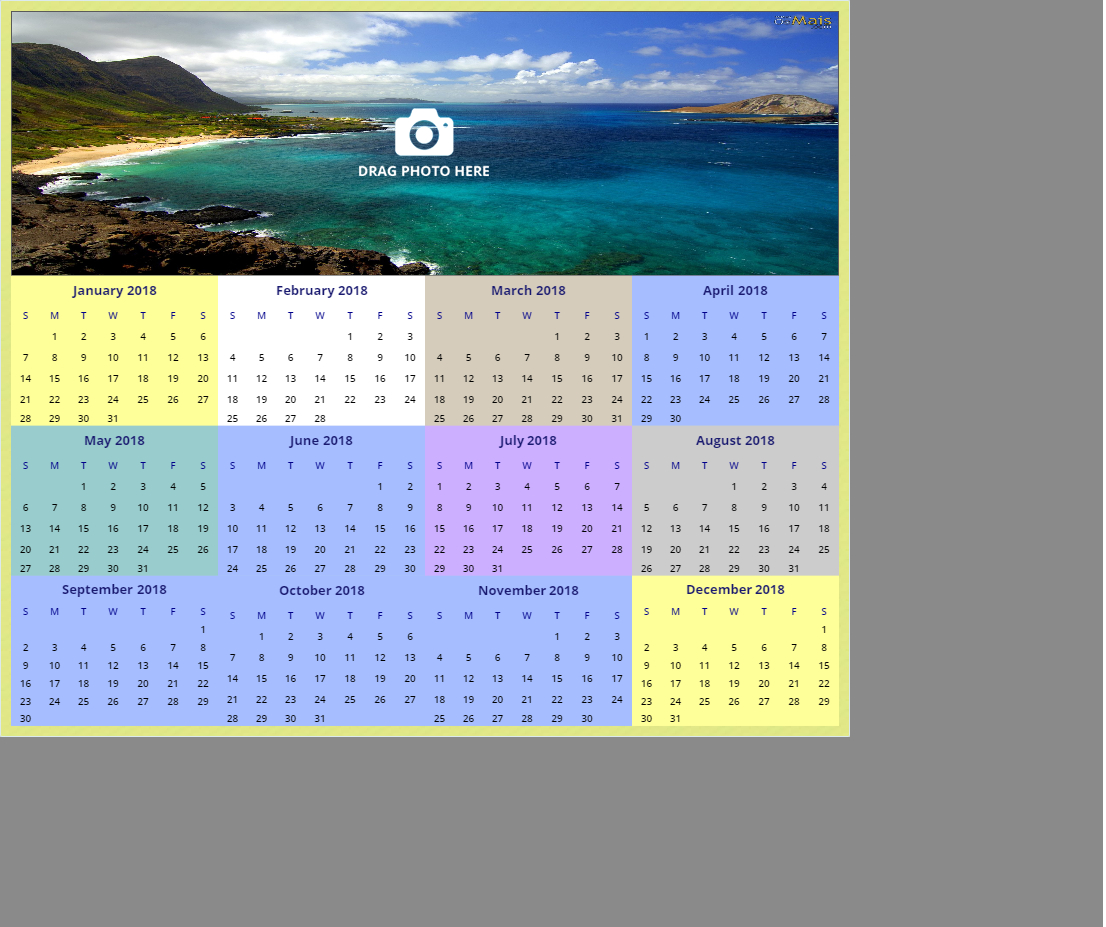 Mais
DRAG PHOTO HERE
January 2018 February 2018 March 2018 April 2018
S M T W T F S S M T W T F S S M T W T F S S M T W T F S
1 2 3 4 5 6 1 2 3 1 2 3 1 2 3 4 5 6 7
7 8 9 10 11 12 13 4 5 6 7 8 9 10 4 5 6 7 8 9 10 8 9 10 11 12 13 14
14 15 16 17 18 19 20 11 12 13 14 15 16 17 11 12 13 14 15 16 17 15 16 17 18 19 20 21
21 22 23 24 25 26 27 18 19 20 21 22 23 24 18 19 20 21 22 23 24 22 23 24 25 26 27 28
28 29 30 31 25 26 27 28 25 26 27 28 29 30 31 29 30
May 2018 June 2018 July 2018 August 2018
S M T W T F S S M T W T F S S M T W T F S S M T W T F S
1 2 3 4 5 1 2 1 2 3 4 5 6 7 1 2 3 4
6 7 8 9 10 11 12 3 4 5 6 7 8 9 8 9 10 11 12 13 14 5 6 7 8 9 10 11
13 14 15 16 17 18 19 10 11 12 13 14 15 16 15 16 17 18 19 20 21 12 13 14 15 16 17 18
20 21 22 23 24 25 26 17 18 19 20 21 22 23 22 23 24 25 26 27 28 19 20 21 22 23 24 25
27 28 29 30 31 24 25 26 27 28 29 30 29 30 31 26 27 28 29 30 31
September 2018 October 2018 November 2018 December 2018
S M T W T F S S M T W T F S S M T W T F S S M T W T F S
1 1 2 3 4 5 6 1 2 3 1
2 3 4 5 6 7 8 7 8 9 10 11 12 13 4 5 6 7 8 9 10 2 3 4 5 6 7 8
9 10 11 12 13 14 15 14 15 16 17 18 19 20 11 12 13 14 15 16 17 9 10 11 12 13 14 15
16 17 18 19 20 21 22 21 22 23 24 25 26 27 18 19 20 21 22 23 24 16 17 18 19 20 21 22
23 24 25 26 27 28 29 28 29 30 31 25 26 27 28 29 30 23 24 25 26 27 28 29
30 30 31